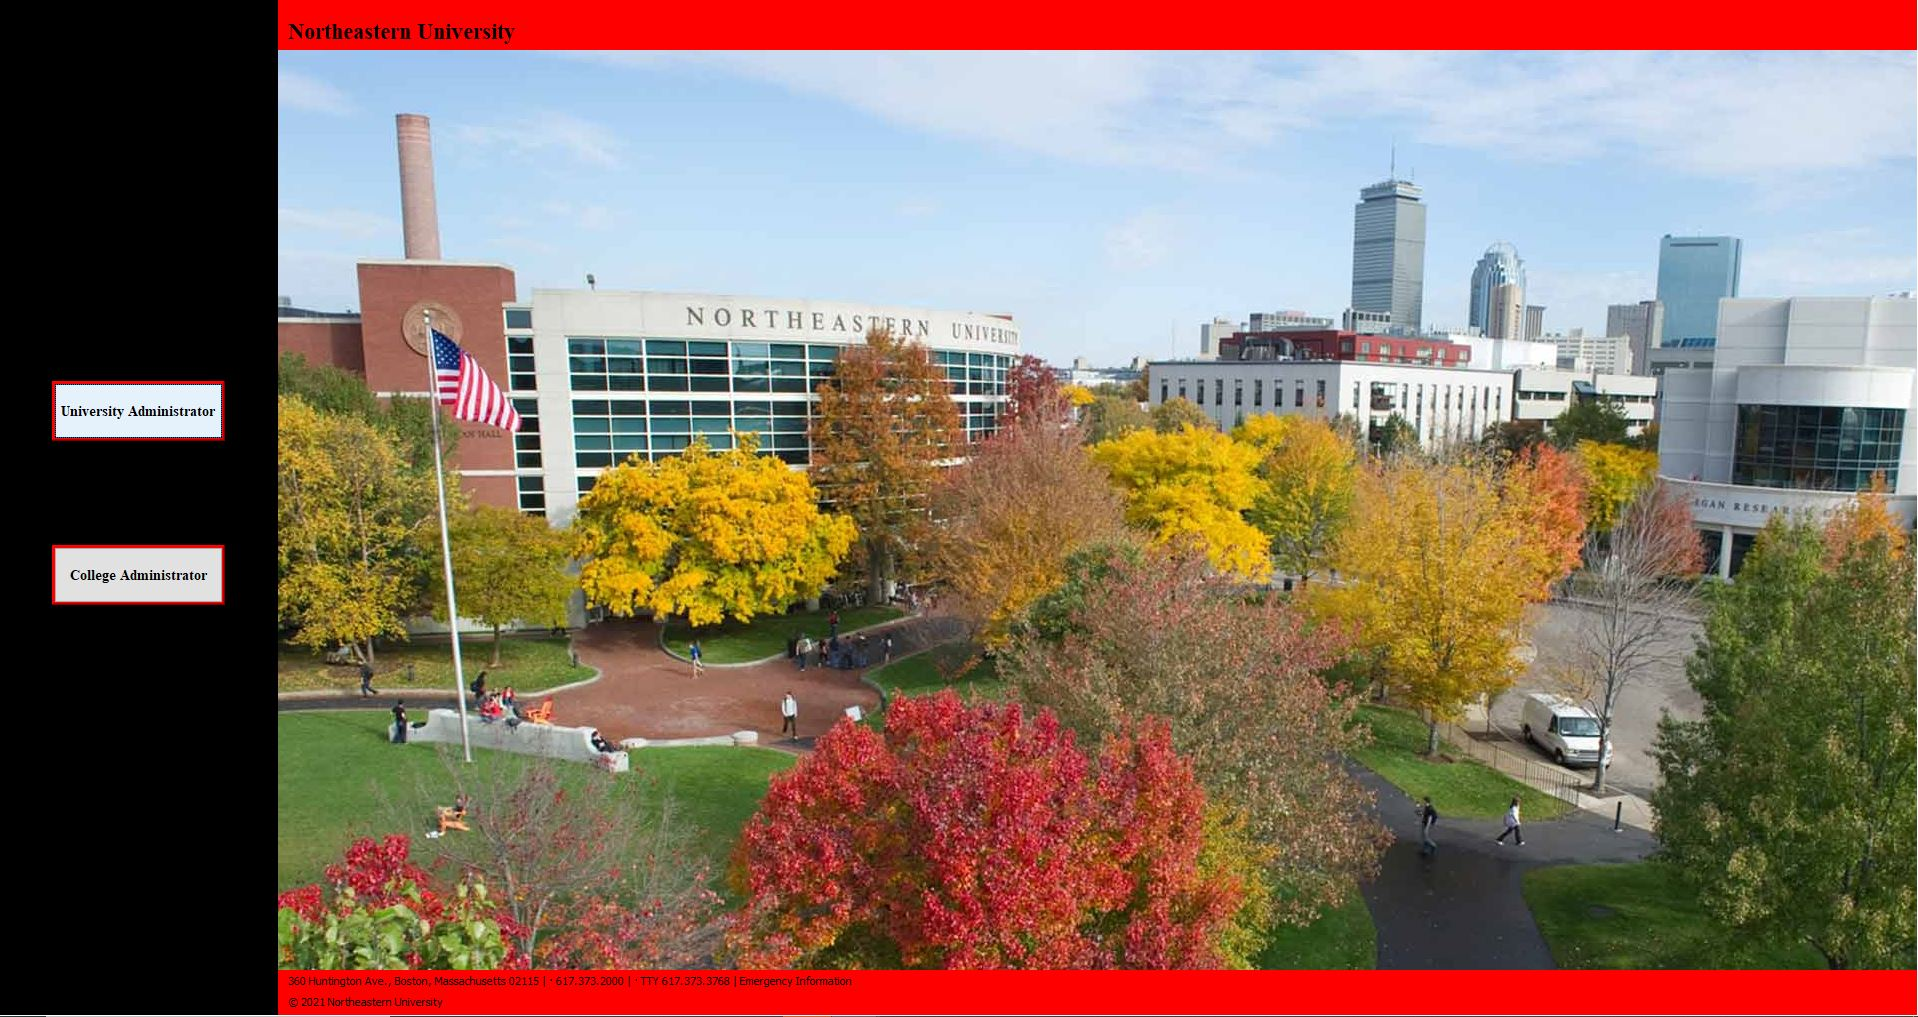 Northeastern University
NORTHEASTERN UNIVERSITY
University Administrator
College Administrator
360 Huntington Ave., Boston, Massachusetts 02115 | · 617.373.2000 | · TTY 617.373.3768 | Emergency Information
© 2021 Northeastern University